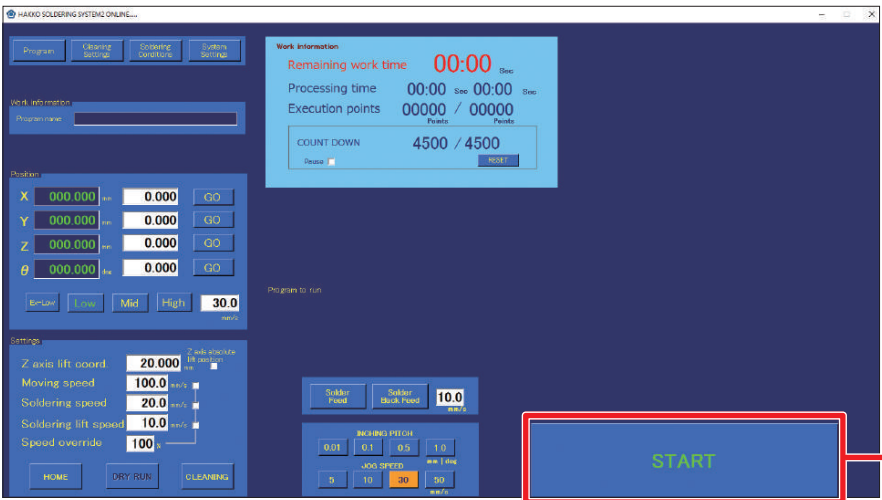 HAKKO SOLDERING SYSTEM2 ONLINE....
Program
Cleaning Settings
Soldering Conditions
System Settings
Work information
Program name
Work information
Remaining work time 00:00 Sec
Processing time 00:00 Sec 00:00 Sec
Execution points 00000 / 00000
Points Points
COUNT DOWN 4500 / 4500
Pause RESET
Position
X 000.000 mm 0.000 GO
Y 000.000 mm 0.000 GO
Z 000.000 mm 0.000 GO
θ 000.000 deg 0.000 GO
Ex-Low Low Mid High 30.0
mm/s
Program to run
Settings
Z axis absolute
lift position
Z axis lift coord. 20.000 mm
Moving speed 100.0 mm/s
Soldering speed 20.0 mm/s
Soldering lift speed 10.0 mm/s
Speed override 100 %
HOME DRY RUN CLEANING
Solder Feed
Solder Back Feed
10.0
mm/s
INCHING PITCH
0.01 0.1 0.5 1.0
mm | deg
JOG SPEED
5 10 30 50
mm/s
START